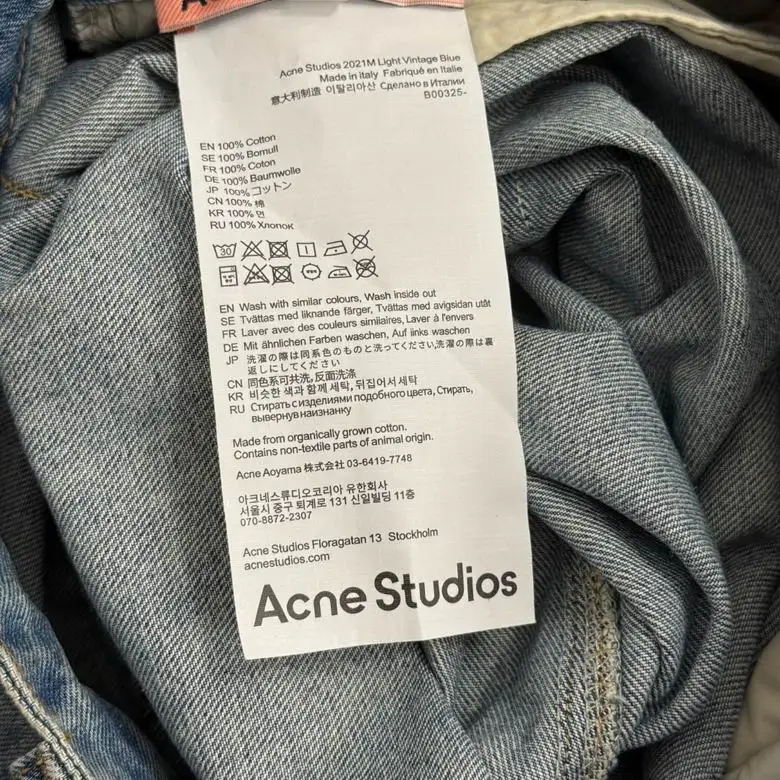 Acne Studios 2021M Light Vintage Blue
Made in italy Fabriqué en Italie
意大利制造 이탈리아산 Сделано в Италии
B00325-
EN 100% Cotton
SE 100% Bomull
FR 100% Coton
DE 100% Baumwolle
JP 100% コットン
CN 100% 棉
KR 100% 면
RU 100% Хлопок
30
EN Wash with similar colours, Wash inside out
SE Tvättas med liknande färger, Tvättas med avigsidan utåt
FR Laver avec des couleurs similaires, Laver à l'envers
DE Mit ähnlichen Farben waschen, Auf links waschen
JP 洗濯の際は同系色のものと洗ってください,洗濯の際は裏
返しにしてください
CN 同色系可共洗,反面洗涤
KR 비슷한 색과 함께 세탁, 뒤집어서 세탁
RU Стирать с изделиями подобного цвета, Стирать,
вывернув наизнанку
Made from organically grown cotton.
Contains non-textile parts of animal origin.
Acne Aoyama 株式会社 03-6419-7748
아크네스튜디오코리아 유한회사
서울시 중구 퇴계로 131 신일빌딩 11층
070-8872-2307
Acne Studios Floragatan 13 Stockholm
acnestudios.com
Acne Studios